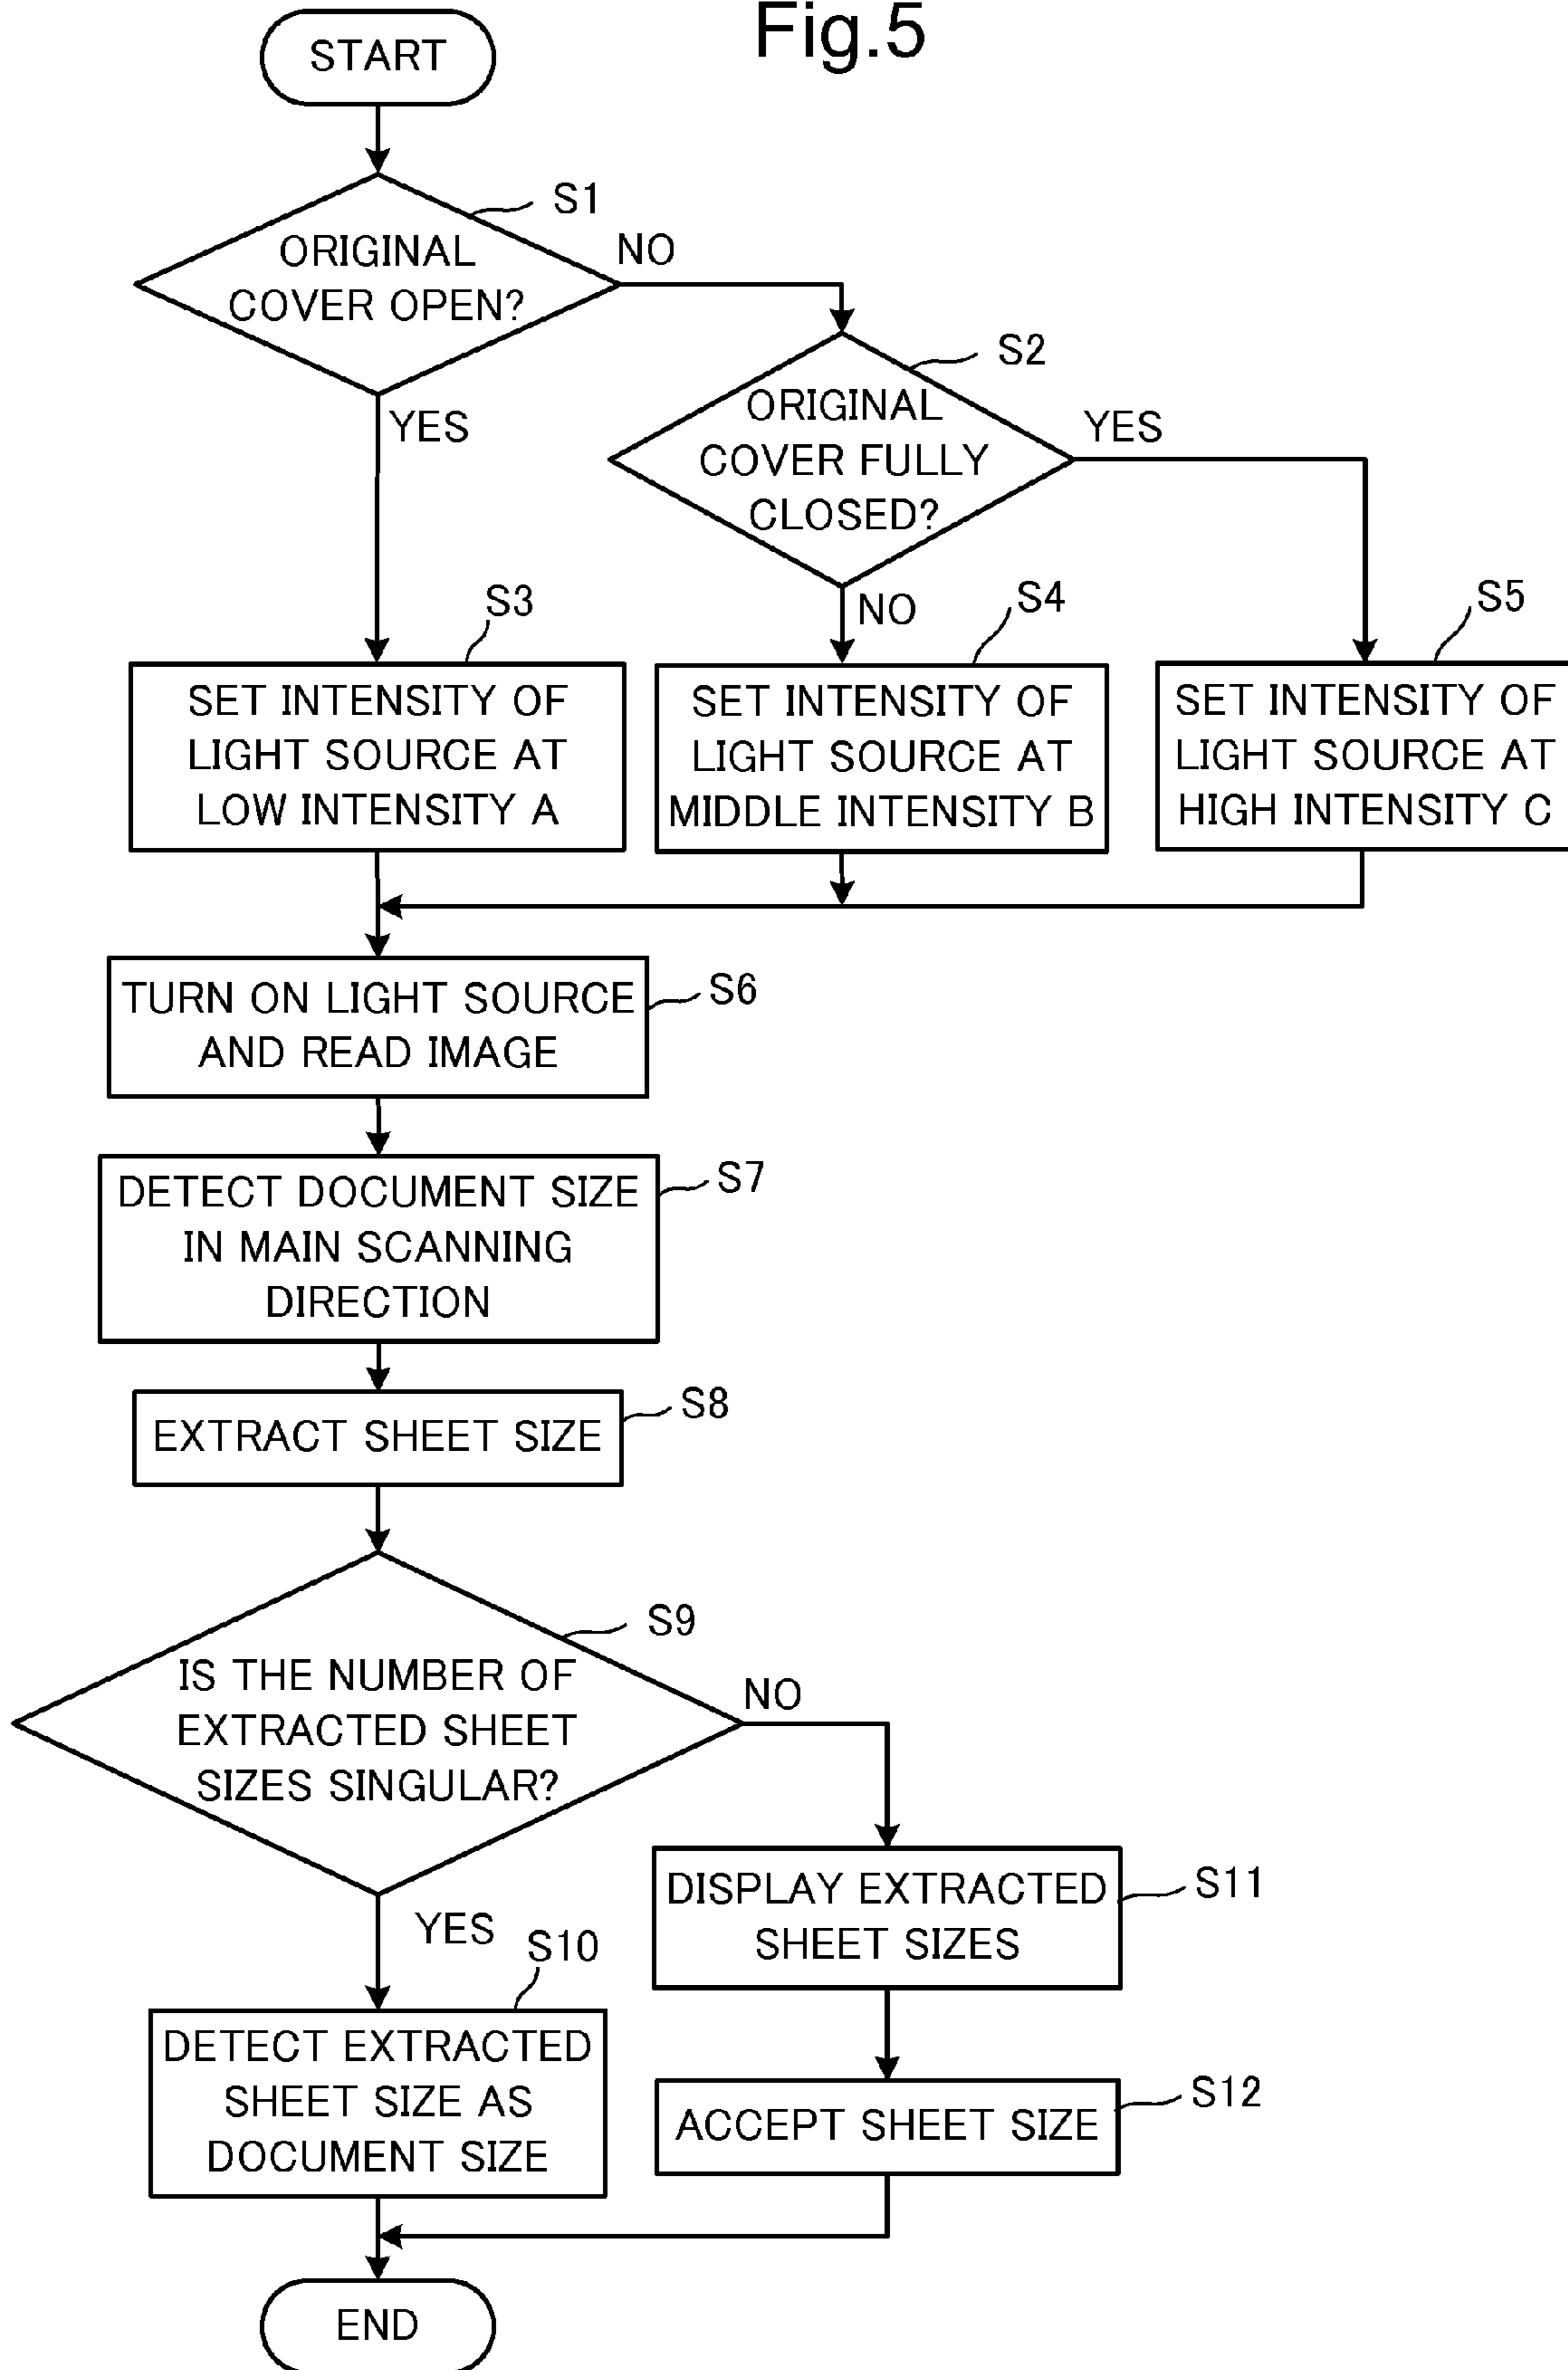 Fig.5
START
S1
ORIGINAL
COVER OPEN?
NO
YES
S2
ORIGINAL
COVER FULLY
CLOSED?
YES
NO
S3
SET INTENSITY OF
LIGHT SOURCE AT
LOW INTENSITY A
S4
SET INTENSITY OF
LIGHT SOURCE AT
MIDDLE INTENSITY B
S5
SET INTENSITY OF
LIGHT SOURCE AT
HIGH INTENSITY C
TURN ON LIGHT SOURCE
AND READ IMAGE
S6
DETECT DOCUMENT SIZE
IN MAIN SCANNING
DIRECTION
S7
EXTRACT SHEET SIZE
S8
S9
IS THE NUMBER OF
EXTRACTED SHEET
SIZES SINGULAR?
NO
YES
S10
DETECT EXTRACTED
SHEET SIZE AS
DOCUMENT SIZE
DISPLAY EXTRACTED
SHEET SIZES
S11
ACCEPT SHEET SIZE
S12
END